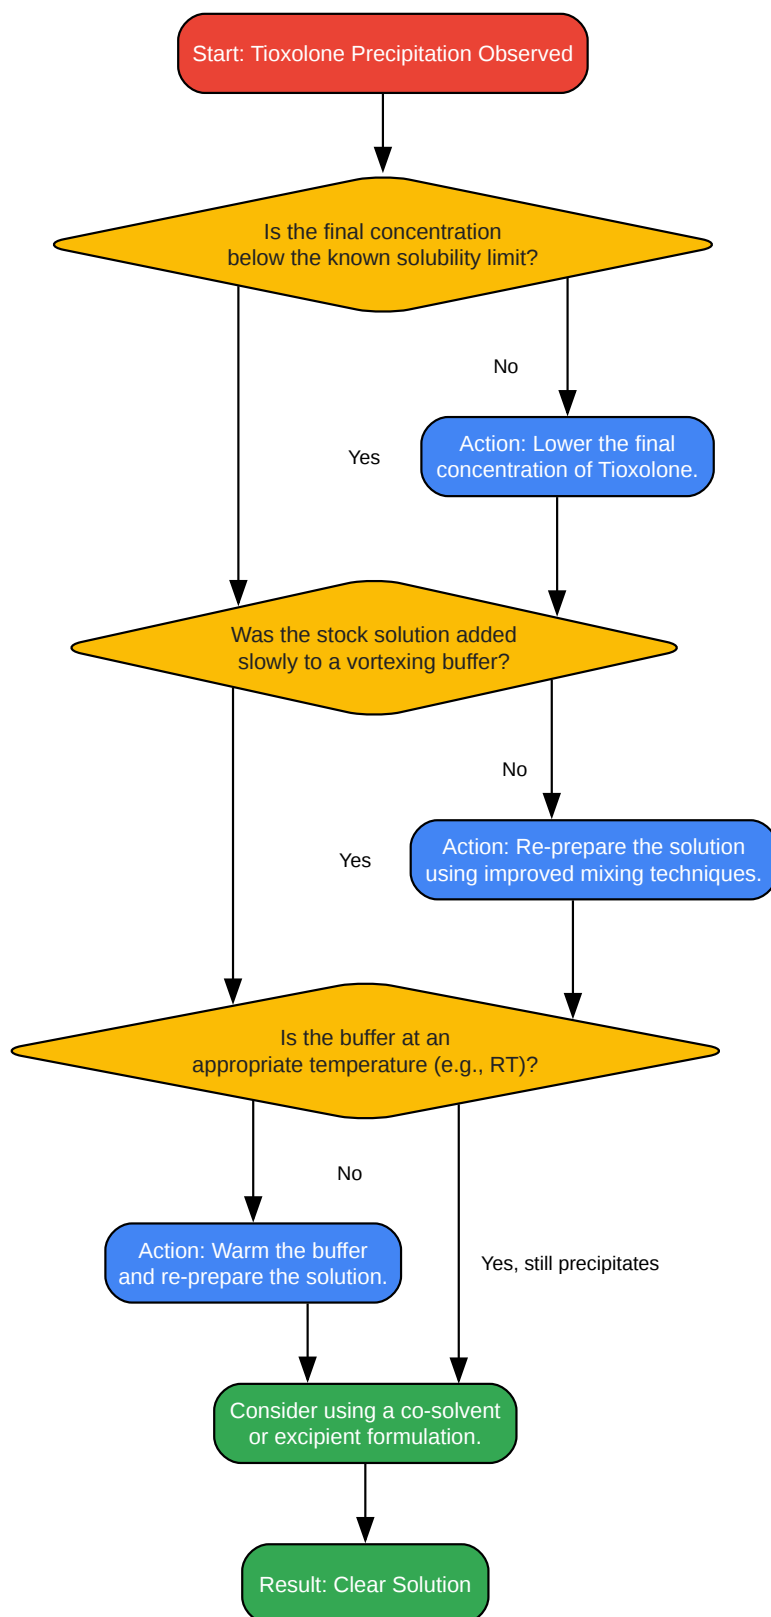 Start: Tioxolone Precipitation Observed
Is the final concentration
below the known solubility limit?
No
Yes
Action: Lower the final
concentration of Tioxolone.
Was the stock solution added
slowly to a vortexing buffer?
No
Yes
Action: Re-prepare the solution
using improved mixing techniques.
Is the buffer at an
appropriate temperature (e.g., RT)?
No
Action: Warm the buffer
and re-prepare the solution.
Yes, still precipitates
Consider using a co-solvent
or excipient formulation.
Result: Clear Solution